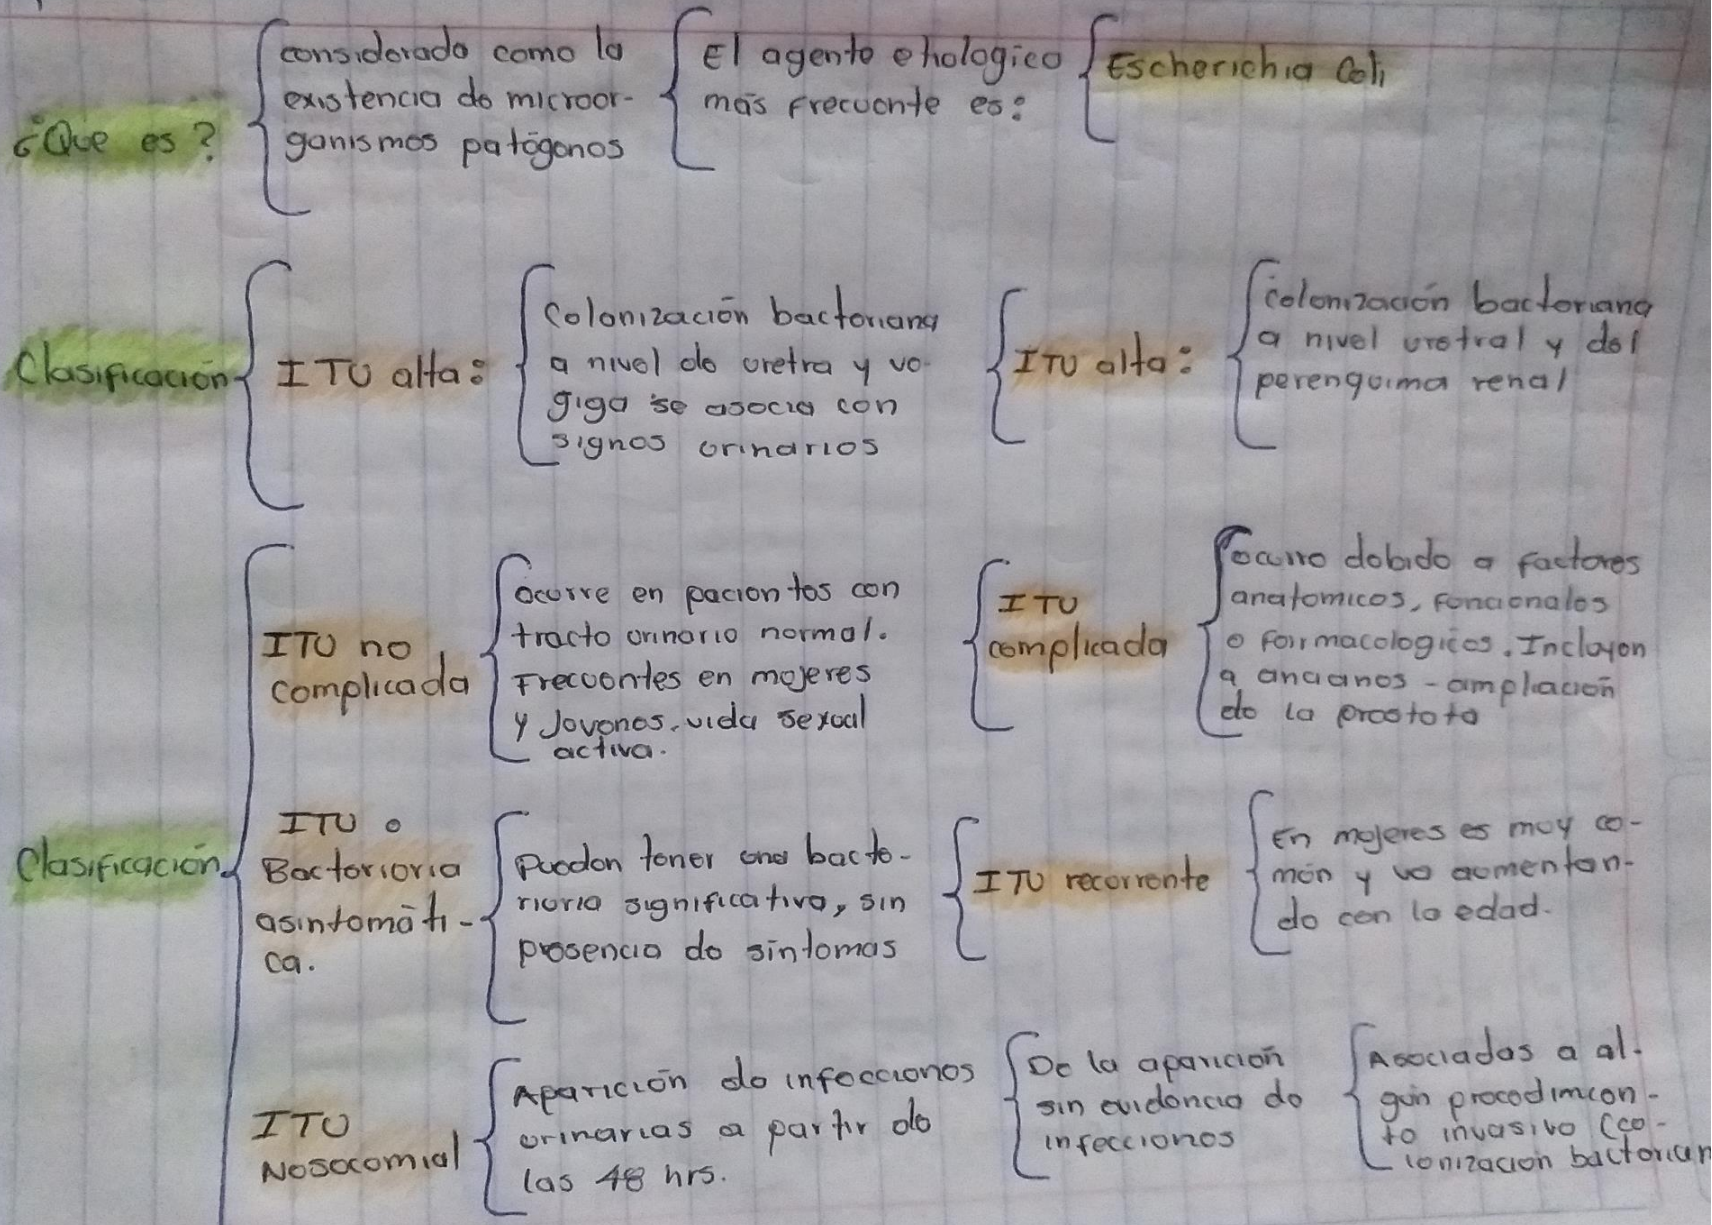 ¿Que es?
considerado como la
existencia de microor-
ganismos patógenos
El agente etiologico
más frecuente es:
Escherichia Coli
Clasificación
ITU alta:
Colonización bacteriana
a nivel de uretra y ve-
giga se asocia con
signos urinarios
ITU alta:
colonización bacteriana
a nivel uretral y del
perenquima renal
Clasificación
ITU no
complicada
ocurre en pacientes con
tracto urinario normal.
Frecuentes en mujeres
y Jovenes, vida sexual
activa.
ITU
complicada
ocurre debido a factores
anatomicos, funcionales
o farmacologicos. Incluyen
a ancianos - ampliación
de la prostata
ITU o
Bacteriuria
asintomáti-
ca.
Pueden tener una bacte-
riuria significativa, sin
presencia de sintomas
ITU recurrente
En mujeres es muy co-
mún y va aumentan-
do con la edad.
ITU
Nosocomial
Aparición de infecciones
urinarias a partir de
las 48 hrs.
De la aparición
sin evidencia de
infecciones
Asociadas a al-
gún procedimien-
to invasivo (co-
lonización bacterian